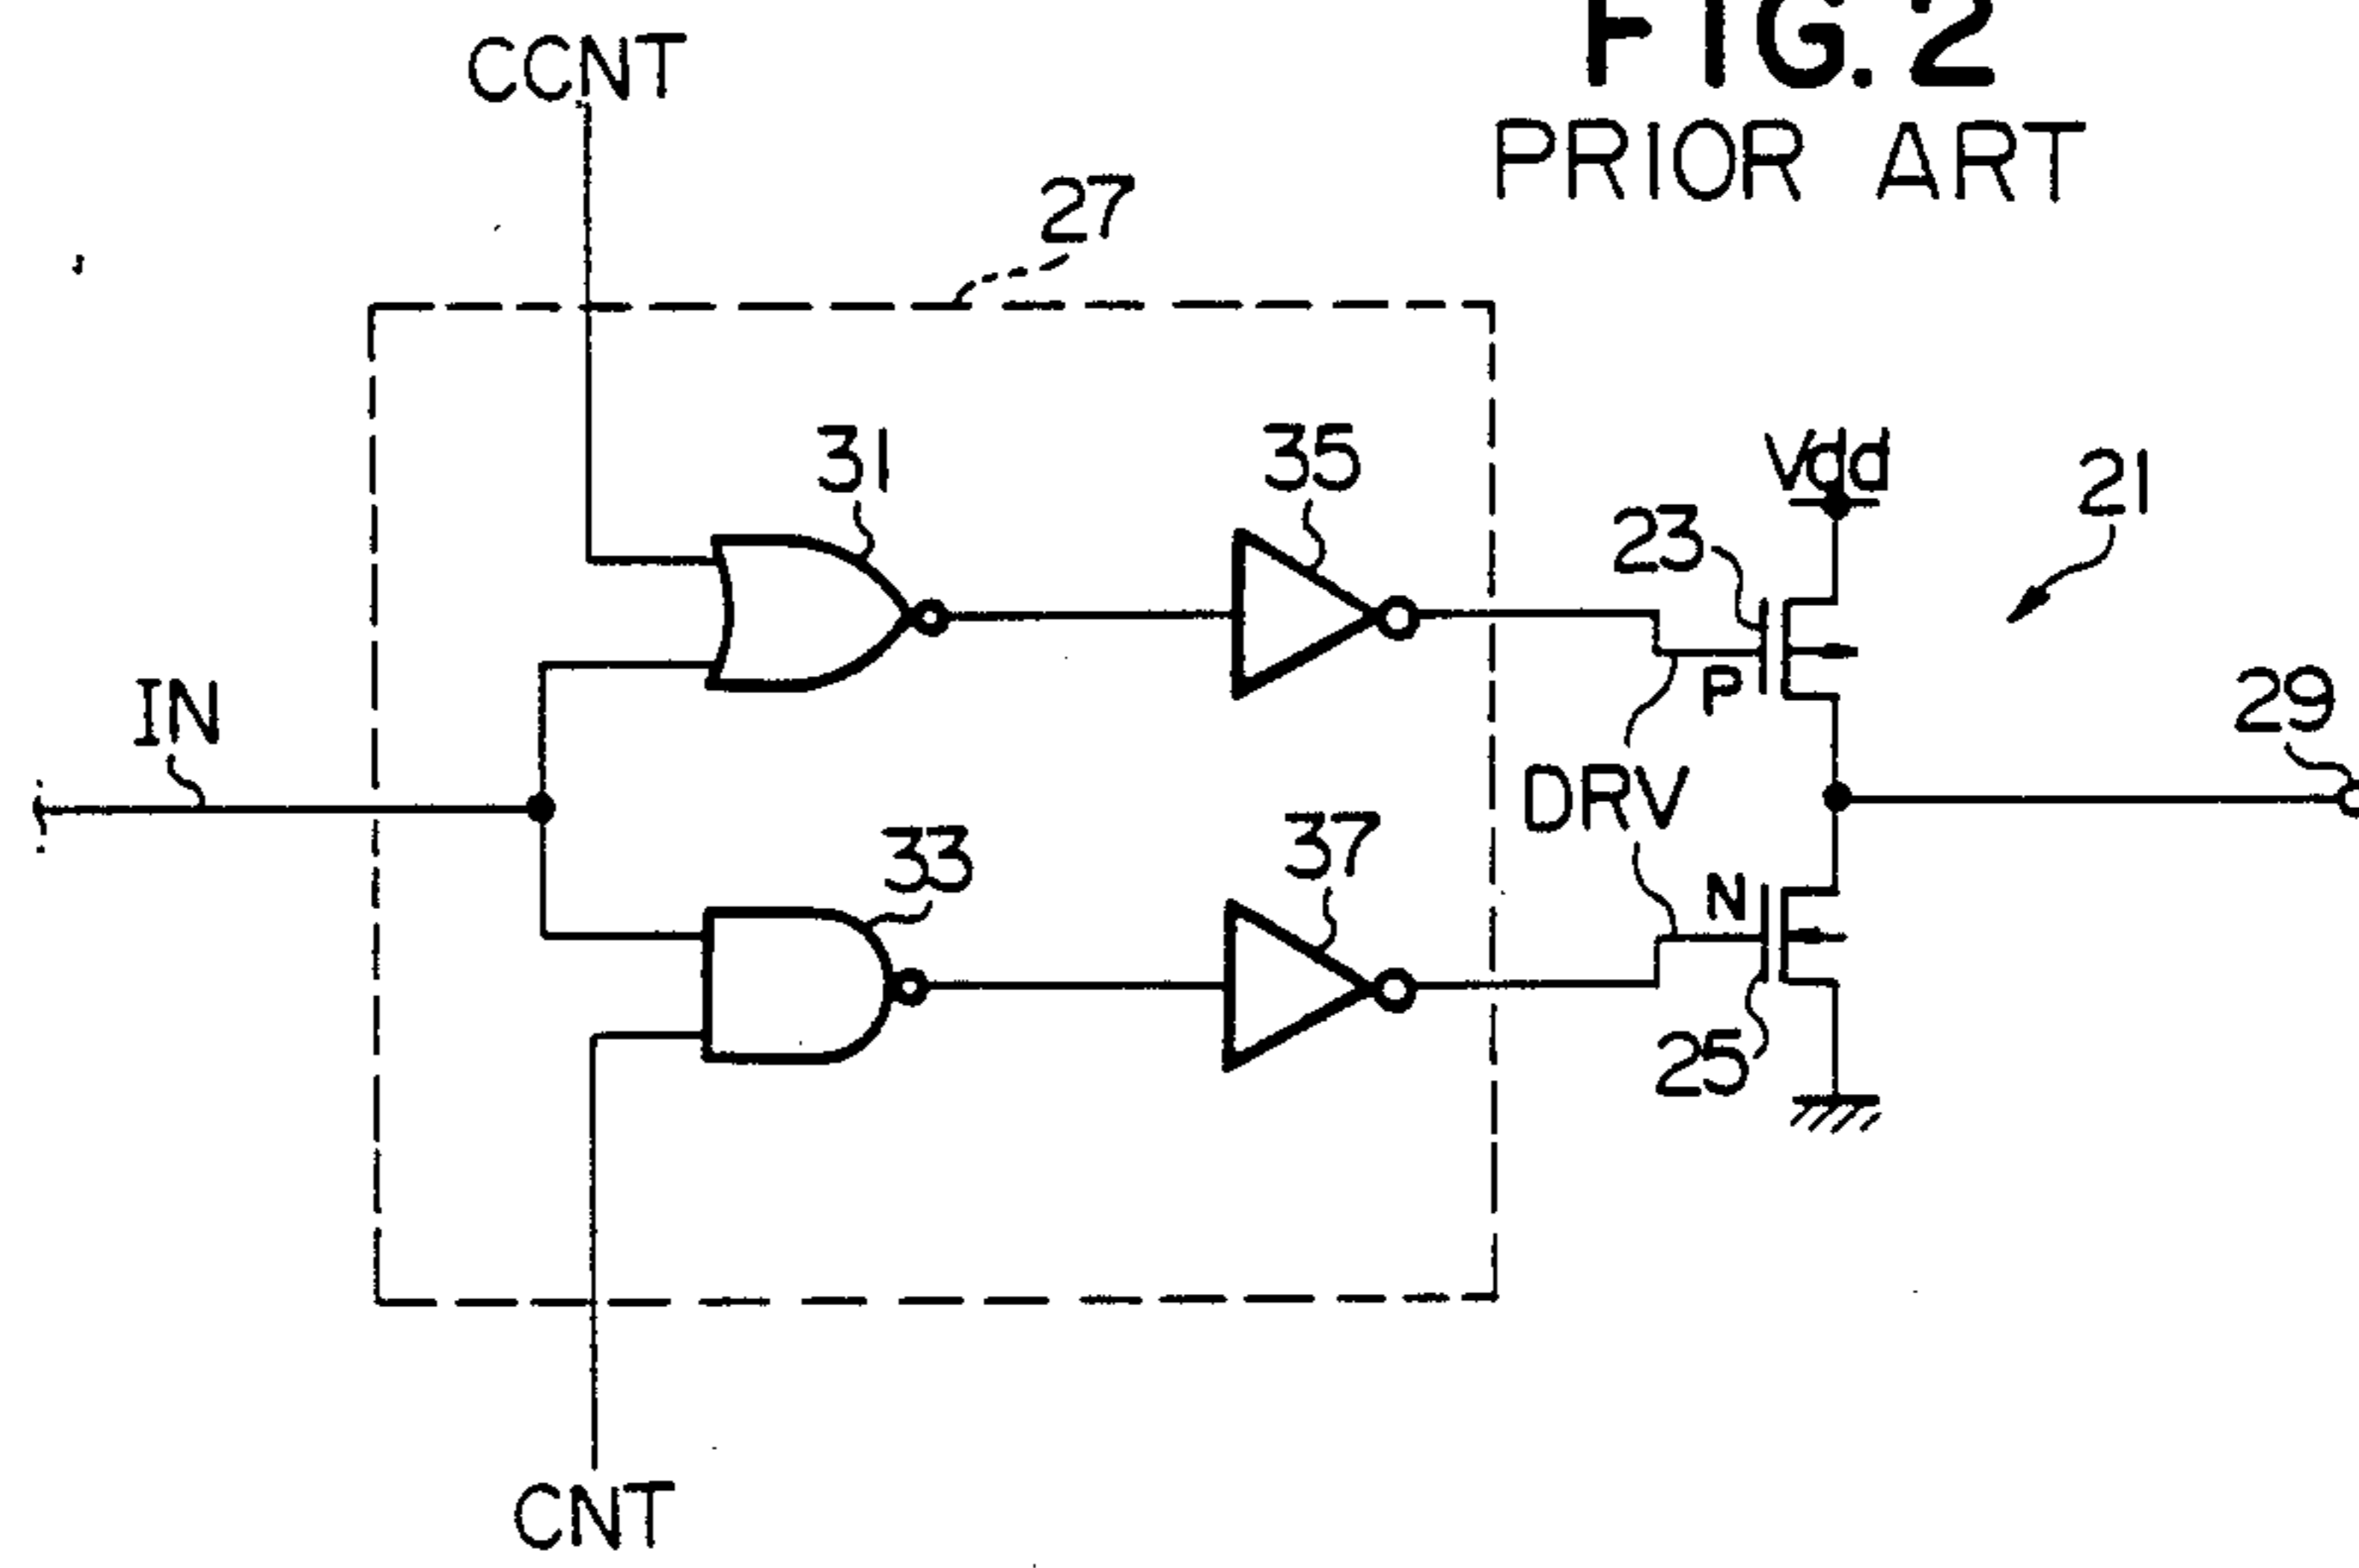 FIG. 2
PRIOR ART
CCNT
27
31
35
Vdd
21
23
P
IN
29
DRV
33
37
N
25
CNT